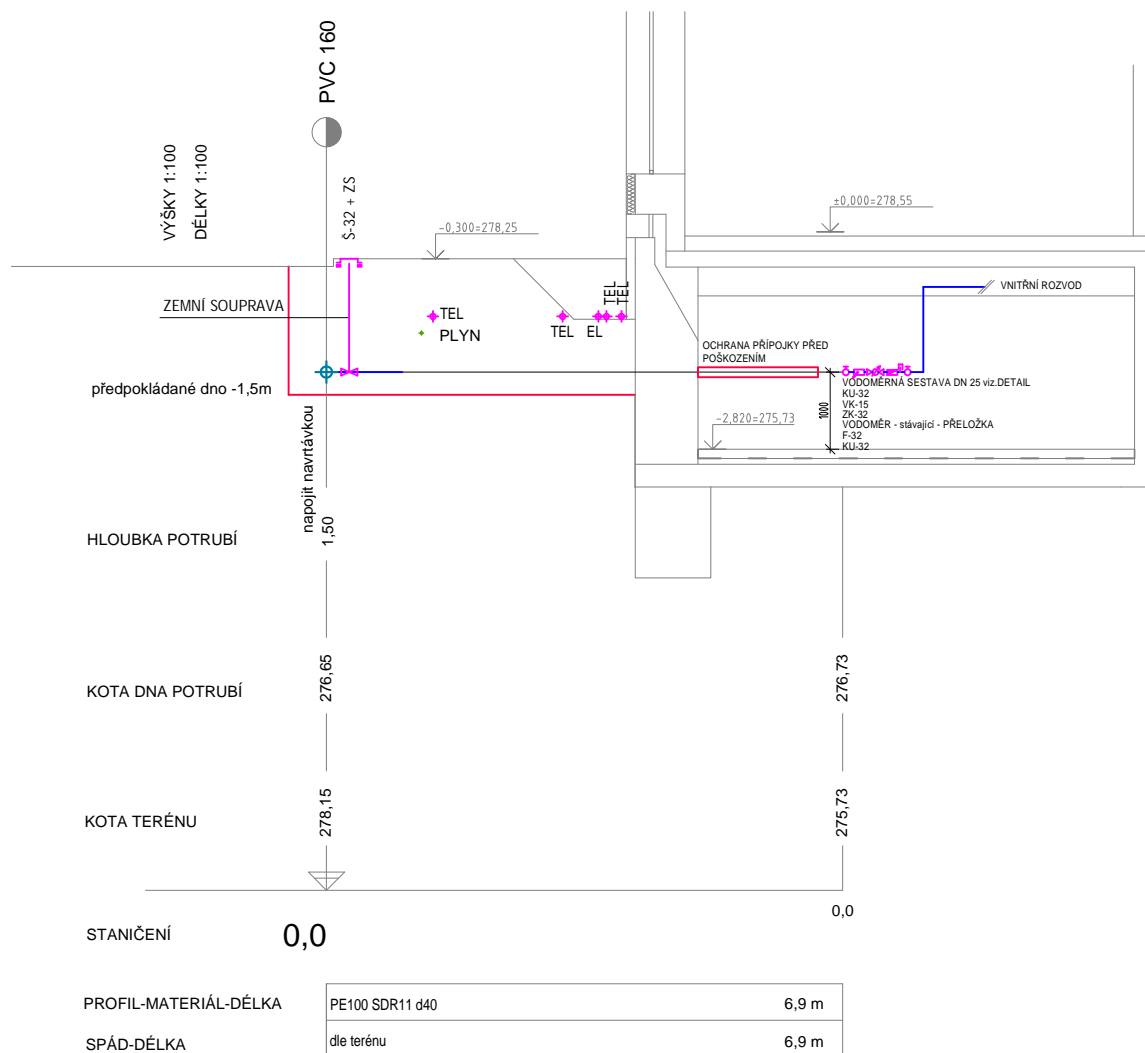 PVC 160
VÝŠKY 1:100
DÉLKY 1:100
Š-32 + ZS
-0,300=278,25
±0,000=278,55
ZEMNÍ SOUPRAVA
TEL
PLYN
TEL
EL
TEL
TEL
VNITŘNÍ ROZVOD
OCHRANA PŘÍPOJKY PŘED
POŠKOZENÍM
předpokládané dno -1,5m
VODOMĚRNÁ SESTAVA DN 25 viz.DETAIL
KU-32
VK-15
ZK-32
VODOMĚR - stávající - PŘELOŽKA
F-32
KU-32
1000
-2,820=275,73
napojit navrtávkou
HLOUBKA POTRUBÍ
1,50
KOTA DNA POTRUBÍ
276,65
276,73
KOTA TERÉNU
278,15
275,73
STANIČENÍ
0,0
0,0
PROFIL-MATERIÁL-DÉLKA
PE100 SDR11 d40
6,9 m
SPÁD-DÉLKA
dle terénu
6,9 m